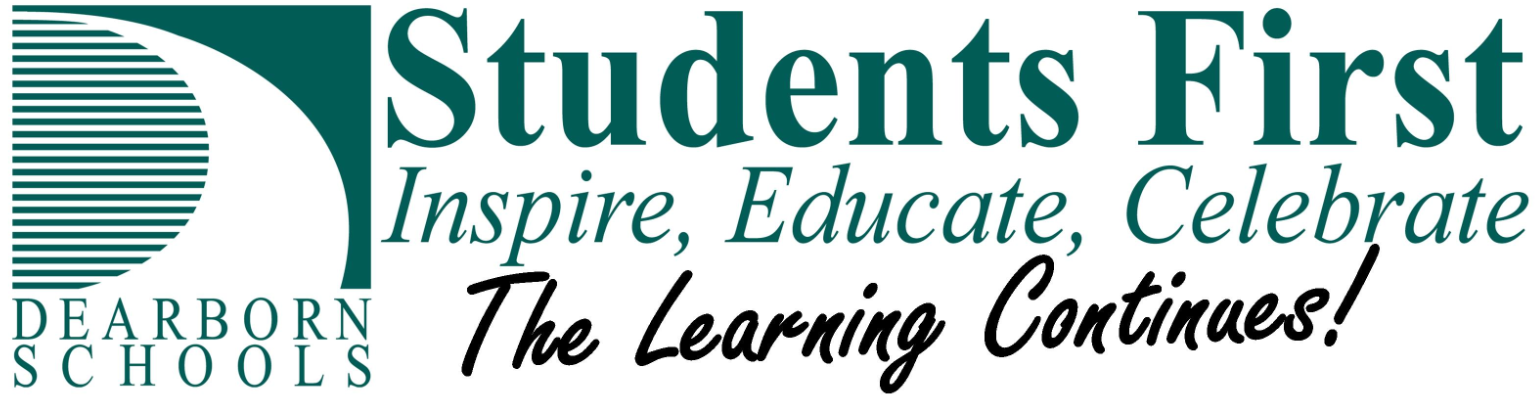 DEARBORN
SCHOOLS
Students First
Inspire, Educate, Celebrate
The Learning Continues!